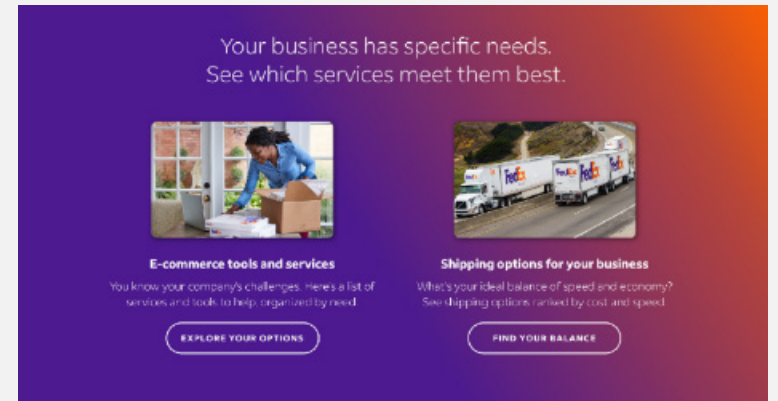 Your business has specific needs.
See which services meet them best.
FedEx
FedEx
FedEx
E-commerce tools and services
You know your company's challenges. Here's a list of
services and tools to help, organized by need.
EXPLORE YOUR OPTIONS
Shipping options for your business
What's your ideal balance of speed and economy?
See shipping options ranked by cost and speed.
FIND YOUR BALANCE